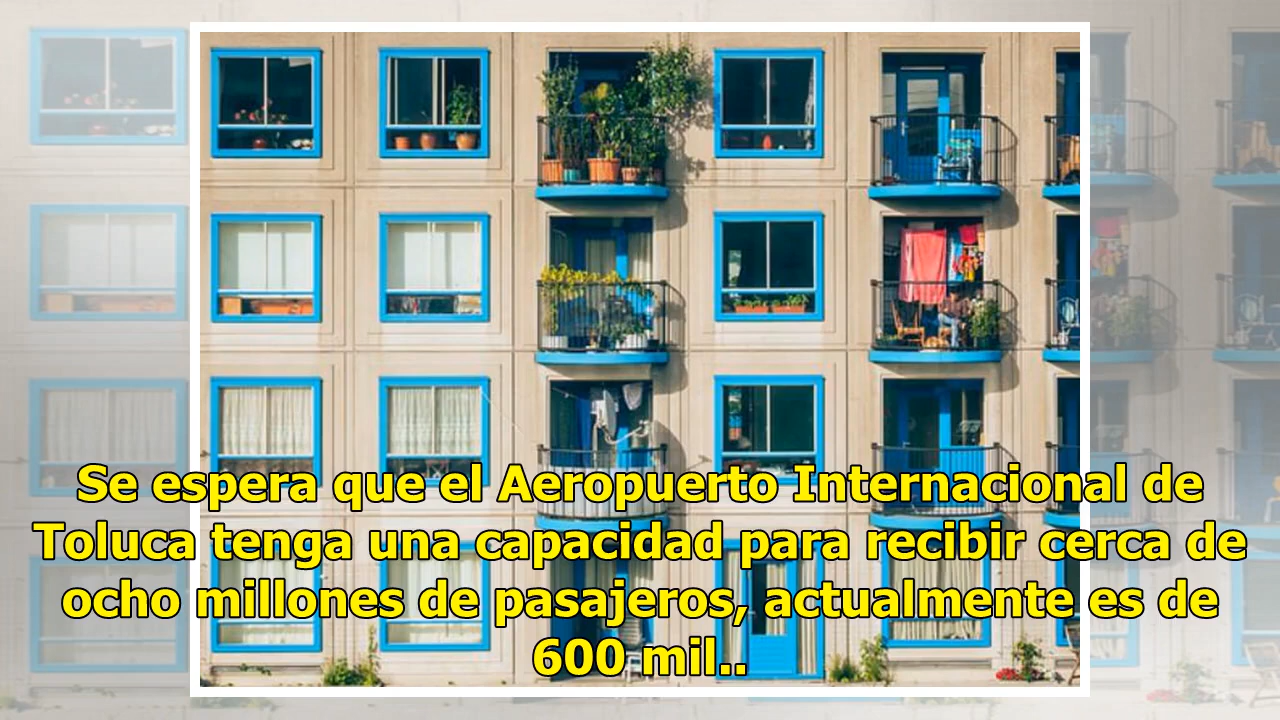 Se espera que el Aeropuerto Internacional de
Toluca tenga una capacidad para recibir cerca de
ocho millones de pasajeros, actualmente es de
600 mil..